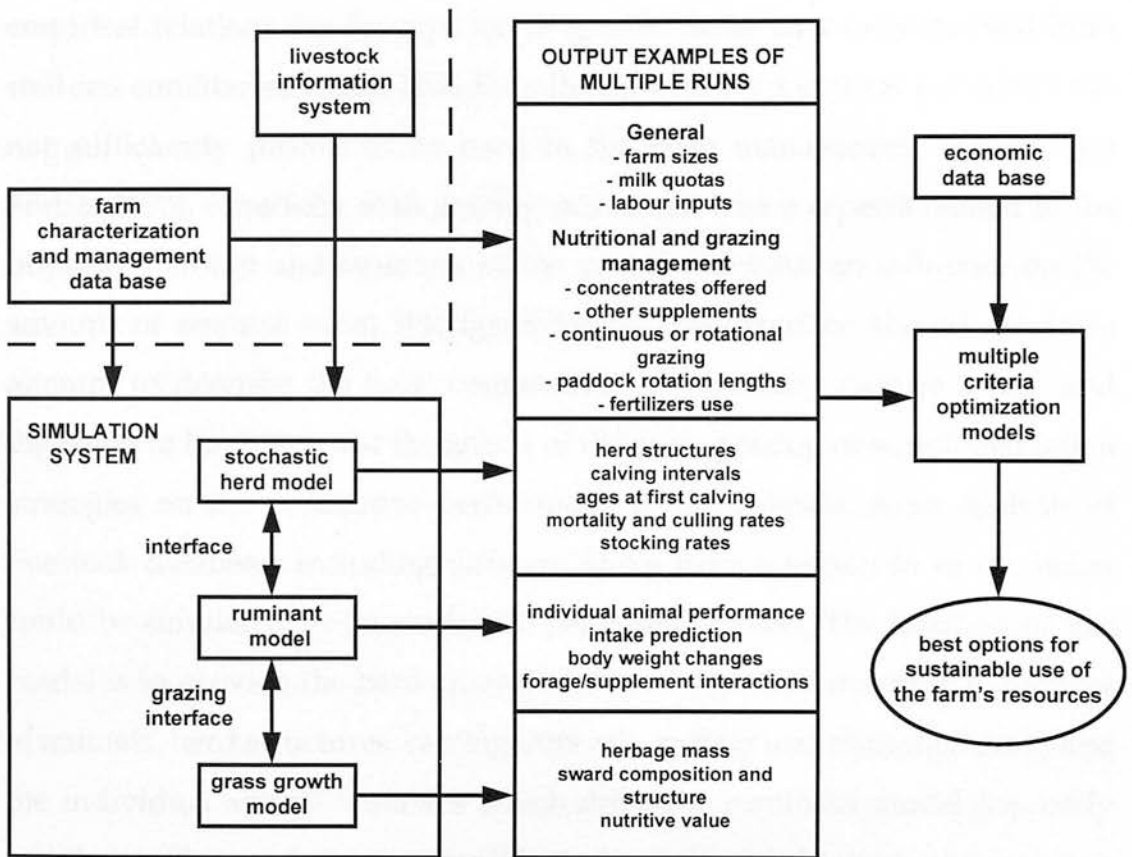 livestock
information
system
farm
characterization
and management
data base
SIMULATION
SYSTEM
stochastic
herd model
interface
ruminant
model
grazing
interface
grass growth
model
OUTPUT EXAMPLES OF
MULTIPLE RUNS
General
- farm sizes
- milk quotas
- labour inputs
Nutritional and grazing
management
- concentrates offered
- other supplements
- continuous or rotational
grazing
- paddock rotation lengths
- fertilizers use
herd structures
calving intervals
ages at first calving
mortality and culling rates
stocking rates
individual animal performance
intake prediction
body weight changes
forage/supplement interactions
herbage mass
sward composition and
structure
nutritive value
economic
data base
multiple
criteria
optimization
models
best options for
sustainable use of
the farm's resources